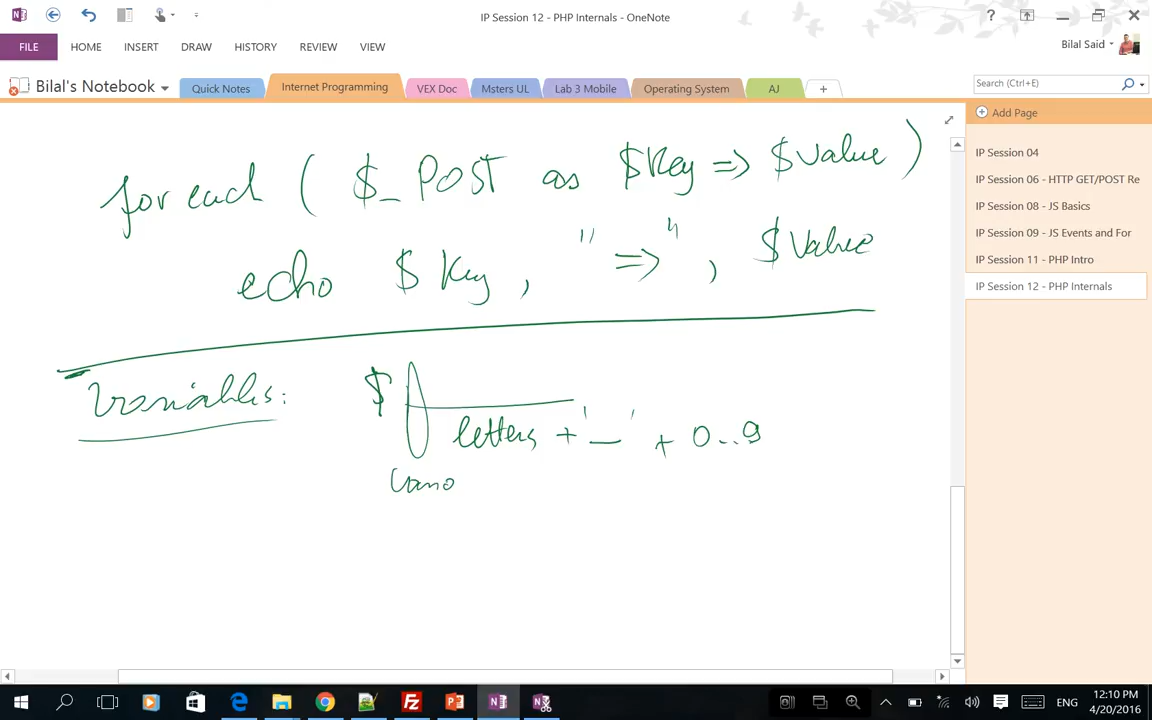 IP Session 12 - PHP Internals - OneNote
Bilal Said
FILE HOME INSERT DRAW HISTORY REVIEW VIEW
Bilal's Notebook Quick Notes Internet Programming VEX Doc Msters UL Lab 3 Mobile Operating System AJ Search (Ctrl+E)
Add Page
IP Session 04
IP Session 06 - HTTP GET/POST Re
IP Session 08 - JS Basics
IP Session 09 - JS Events and For
IP Session 11 - PHP Intro
IP Session 12 - PHP Internals
foreach ( $_POST as $Key => $Value )
echo $Key, "=>", $Value
Variables: $
letters + '_' + 0..9
ENG
12:10 PM
4/20/2016